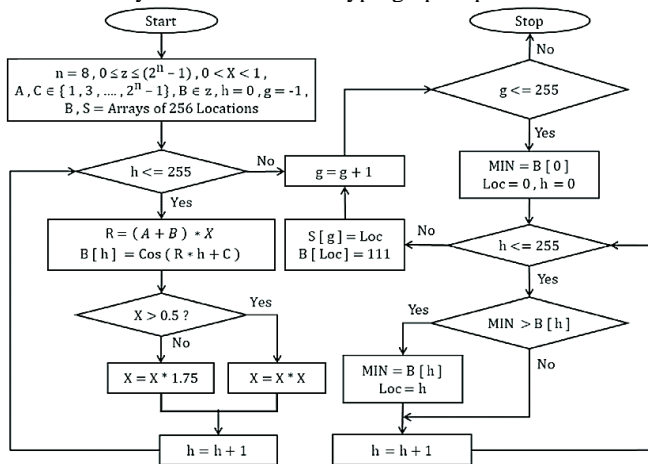 Start
n = 8 , 0 ≤ z ≤ (2^n − 1) , 0 < X < 1 ,
A , C ∈ { 1, 3, ...., 2^n − 1} , B ∈ z , h = 0 , g = -1 ,
B , S = Arrays of 256 Locations
h <= 255
No
Yes
R = (A + B) * X
B [ h ] = Cos ( R * h + C )
X > 0.5 ?
Yes
No
X = X * 1.75
X = X * X
h = h + 1
g = g + 1
S [ g ] = Loc
B [ Loc ] = 111
Stop
No
g <= 255
Yes
MIN = B [ 0 ]
Loc = 0 , h = 0
No
h <= 255
Yes
Yes
MIN > B [ h ]
No
MIN = B [ h ]
Loc = h
h = h + 1